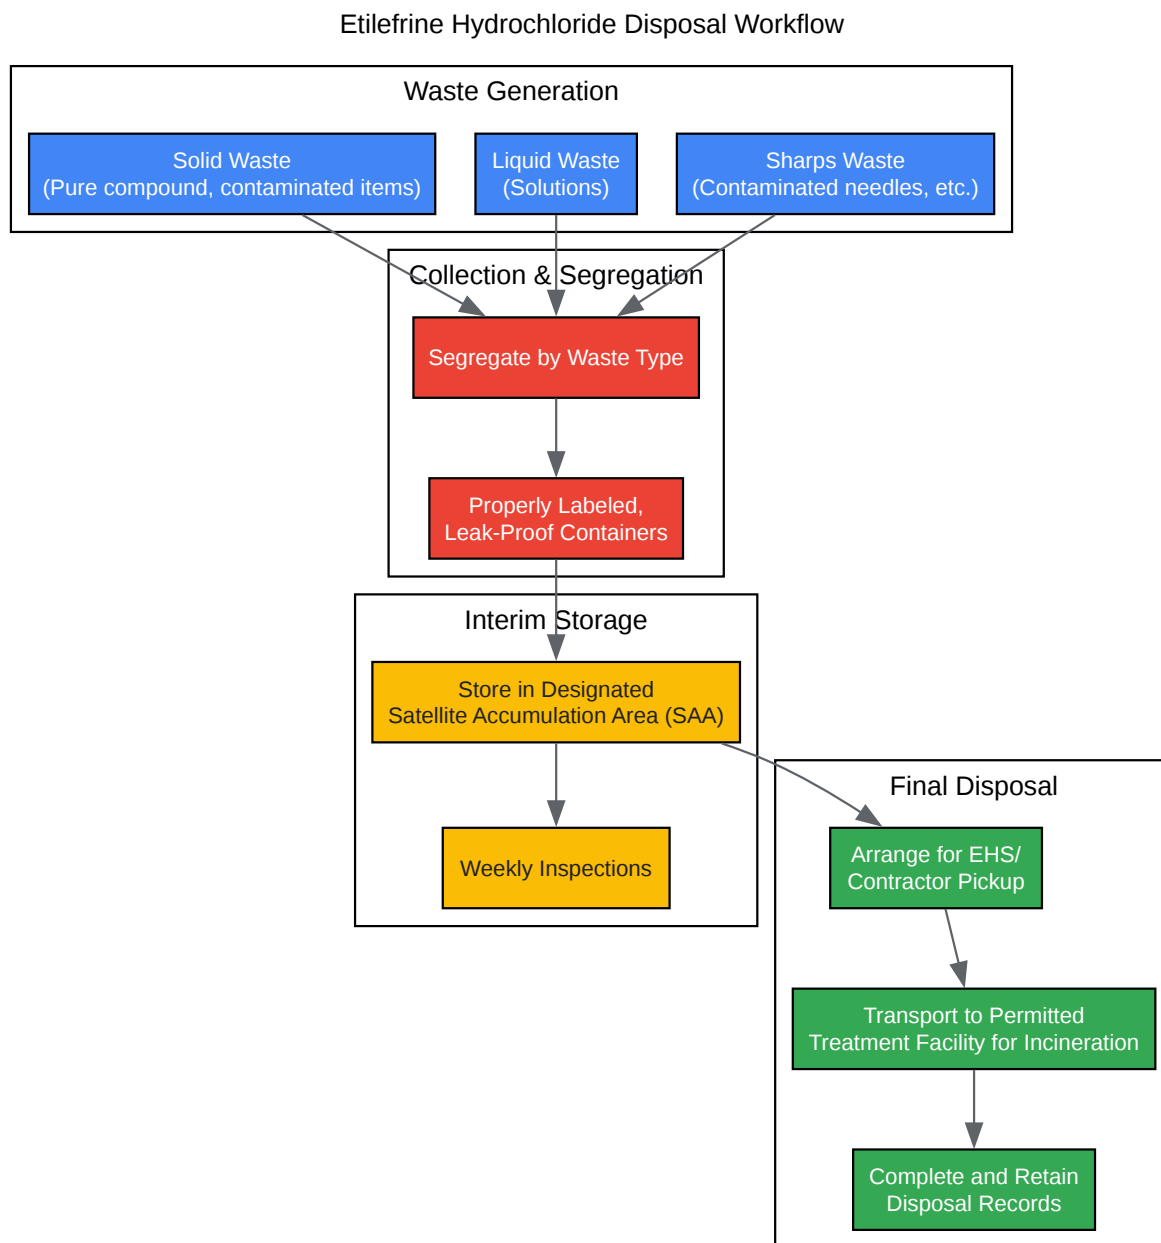 Etilefrine Hydrochloride Disposal Workflow
Waste Generation
Solid Waste
(Pure compound, contaminated items)
Liquid Waste
(Solutions)
Sharps Waste
(Contaminated needles, etc.)
Collection & Segregation
Segregate by Waste Type
Properly Labeled,
Leak-Proof Containers
Interim Storage
Store in Designated
Satellite Accumulation Area (SAA)
Weekly Inspections
Final Disposal
Arrange for EHS/
Contractor Pickup
Transport to Permitted
Treatment Facility for Incineration
Complete and Retain
Disposal Records